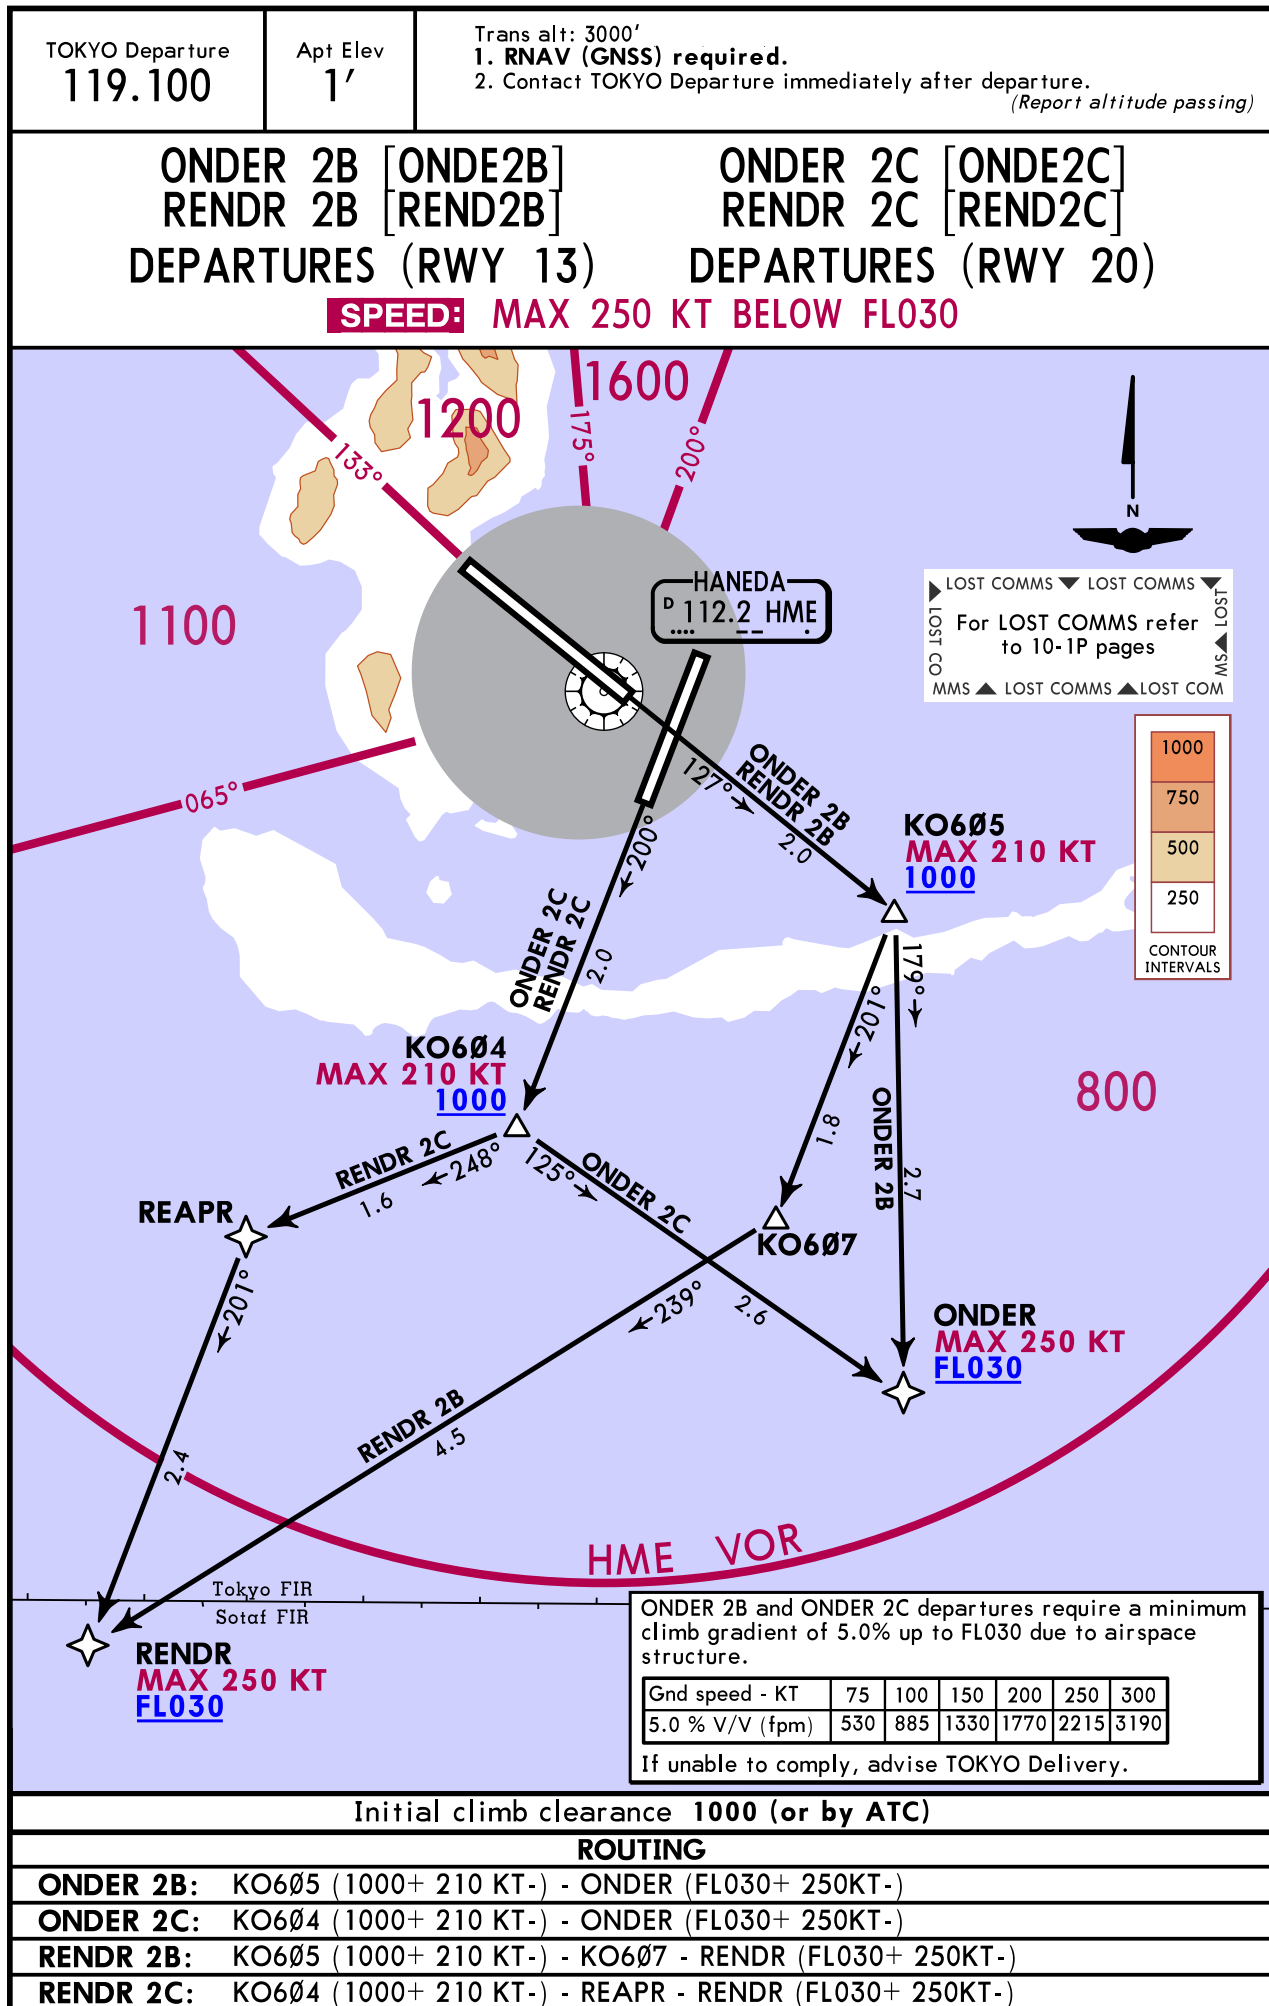 TOKYO Departure
119.100
Apt Elev
1'
Trans alt: 3000'
1. RNAV (GNSS) required.
2. Contact TOKYO Departure immediately after departure.
(Report altitude passing)
ONDER 2B [ONDE2B]
RENDR 2B [REND2B]
DEPARTURES (RWY 13)
ONDER 2C [ONDE2C]
RENDR 2C [REND2C]
DEPARTURES (RWY 20)
SPEED: MAX 250 KT BELOW FL030
1600
1200
175°
200°
133°
N
HANEDA
D 112.2 HME
LOST COMMS LOST COMMS
LOST
LOST CO
For LOST COMMS refer
to 10-1P pages
MS
MMS LOST COMMS LOST COM
1100
065°
1000
750
500
250
CONTOUR
INTERVALS
127°
ONDER 2B
RENDR 2B
2.0
KO6Ø5
MAX 210 KT
1000
200°
ONDER 2C
RENDR 2C
2.0
179°
201°
KO6Ø4
MAX 210 KT
1000
800
1.8
ONDER 2B
2.7
RENDR 2C
248°
1.6
125°
ONDER 2C
REAPR
KO6Ø7
201°
239°
2.6
ONDER
MAX 250 KT
FL030
RENDR 2B
4.5
2.4
HME VOR
Tokyo FIR
Sotaf FIR
RENDR
MAX 250 KT
FL030
ONDER 2B and ONDER 2C departures require a minimum
climb gradient of 5.0% up to FL030 due to airspace
structure.
Gnd speed - KT 75 100 150 200 250 300
5.0 % V/V (fpm) 530 885 1330 1770 2215 3190
If unable to comply, advise TOKYO Delivery.
Initial climb clearance 1000 (or by ATC)
ROUTING
ONDER 2B: KO6Ø5 (1000+ 210 KT-) - ONDER (FL030+ 250KT-)
ONDER 2C: KO6Ø4 (1000+ 210 KT-) - ONDER (FL030+ 250KT-)
RENDR 2B: KO6Ø5 (1000+ 210 KT-) - KO6Ø7 - RENDR (FL030+ 250KT-)
RENDR 2C: KO6Ø4 (1000+ 210 KT-) - REAPR - RENDR (FL030+ 250KT-)